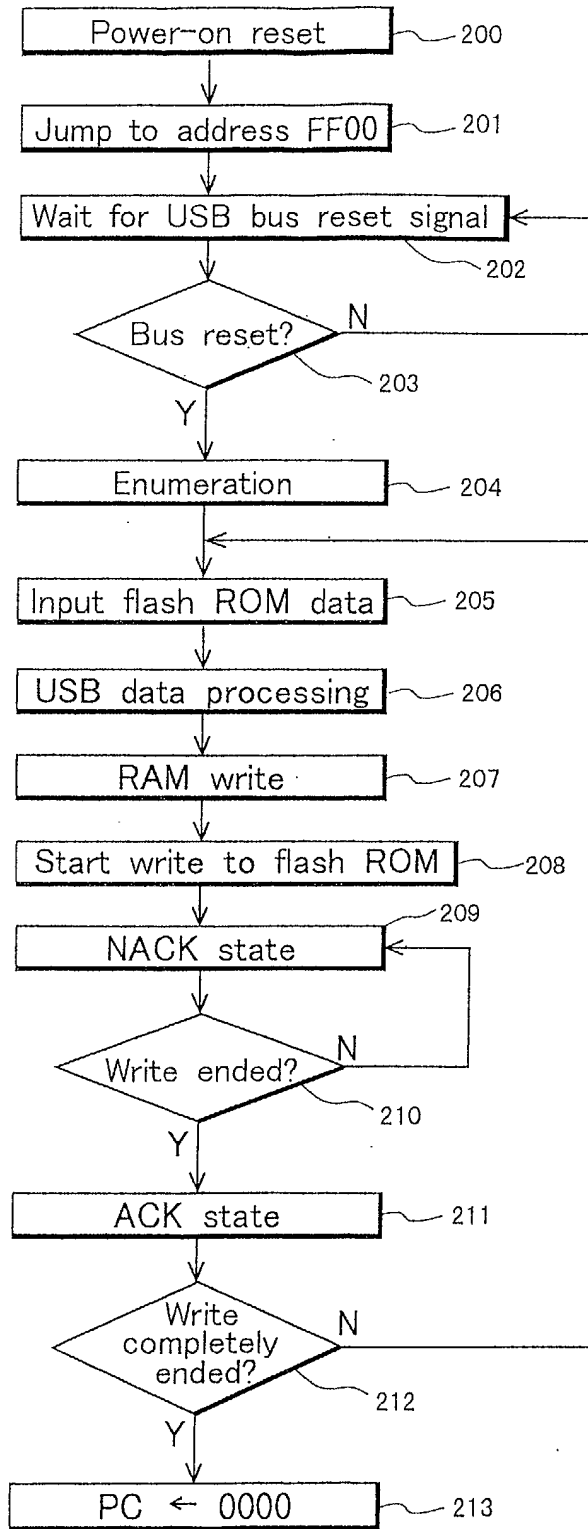 Power-on reset 200
Jump to address FF00 201
Wait for USB bus reset signal
202
Bus reset? N
203
Y
Enumeration 204
Input flash ROM data 205
USB data processing 206
RAM write 207
Start write to flash ROM 208
209
NACK state
Write ended? N
210
Y
ACK state 211
Write N
completely
ended?
212
Y
PC ← 0000 213